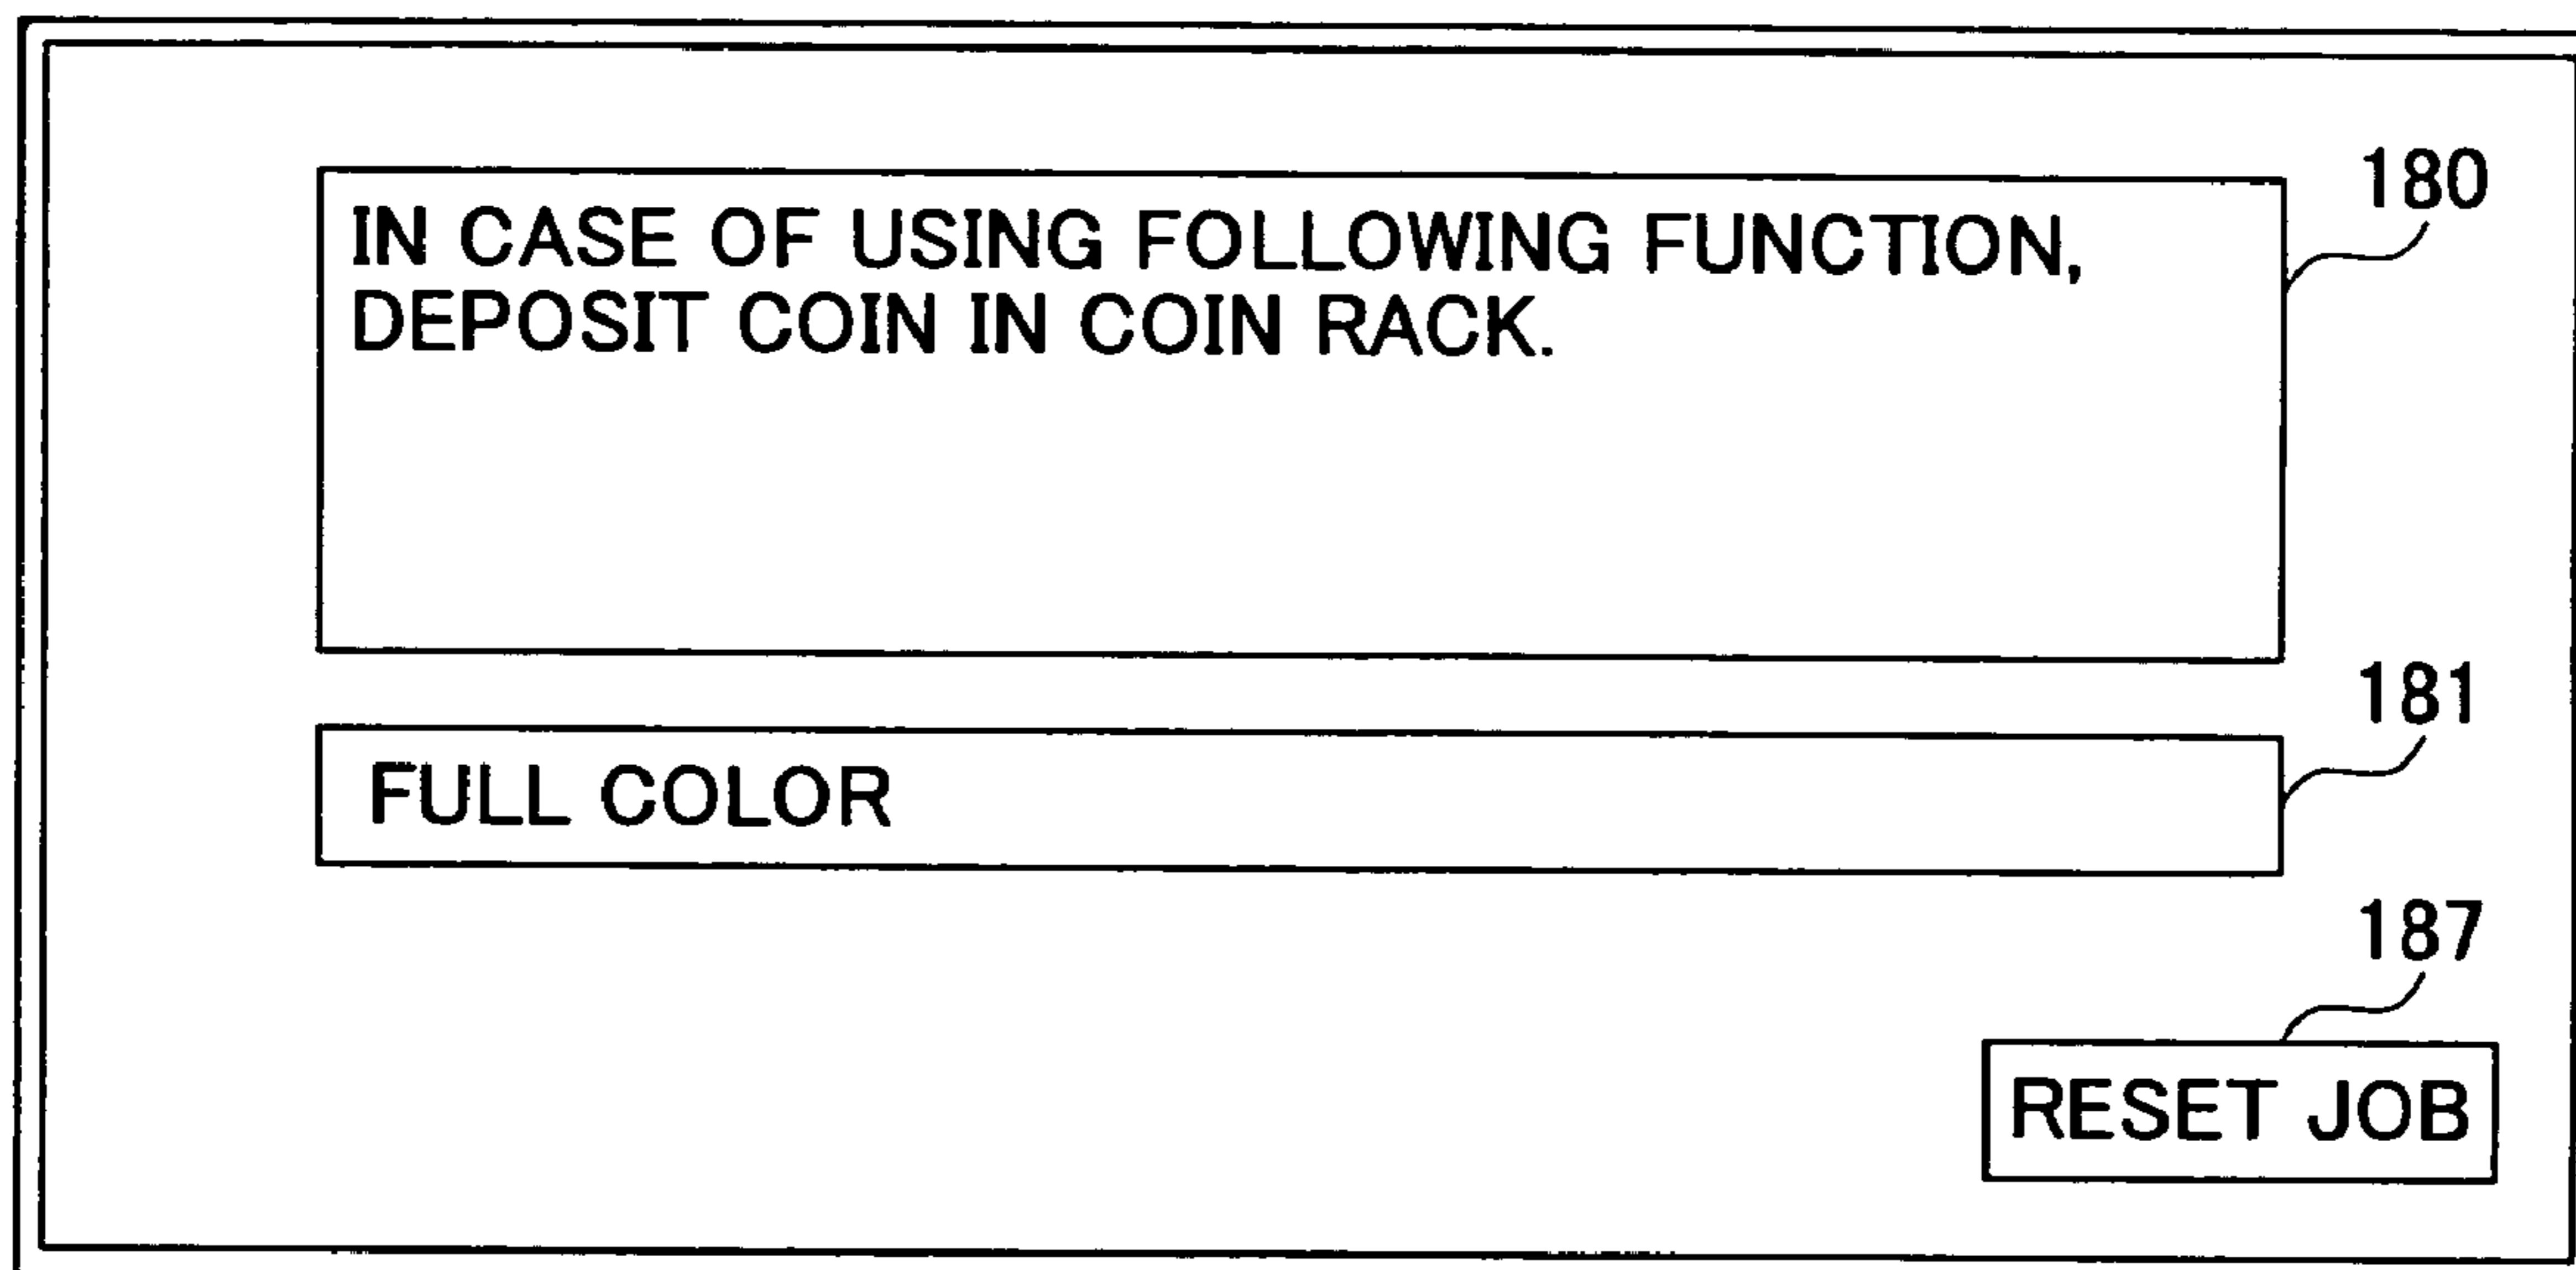 IN CASE OF USING FOLLOWING FUNCTION,
DEPOSIT COIN IN COIN RACK.
180
FULL COLOR
181
RESET JOB
187